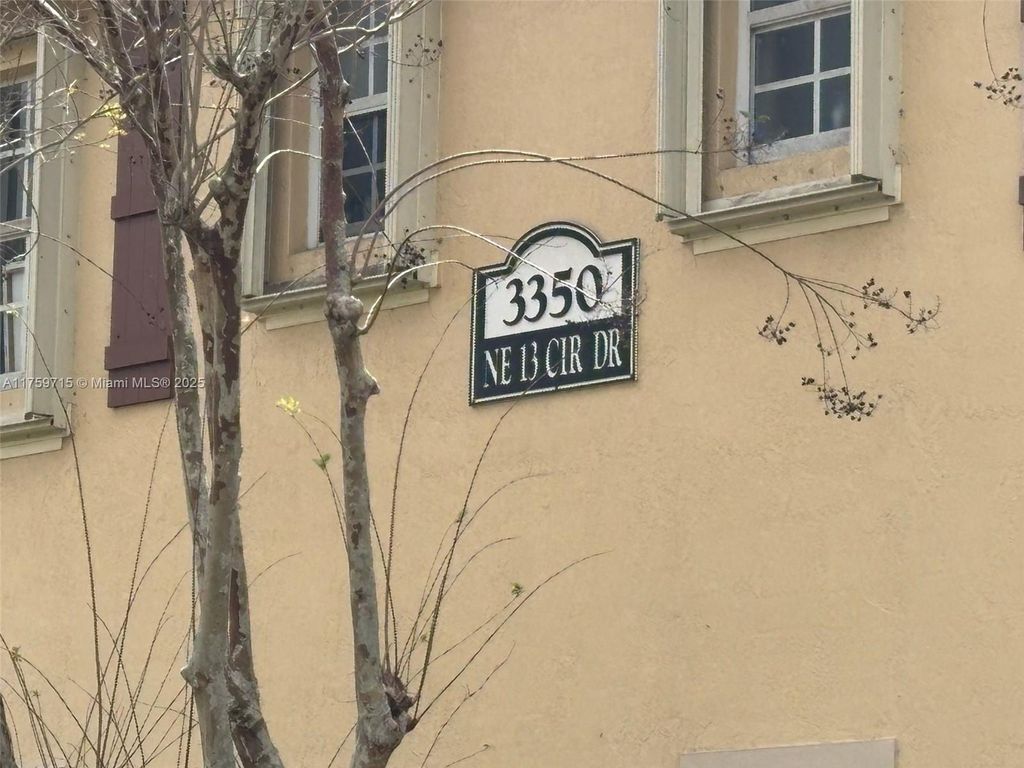 3350
NE 13 CIR DR
A11759715 © Miami MLS® 2025